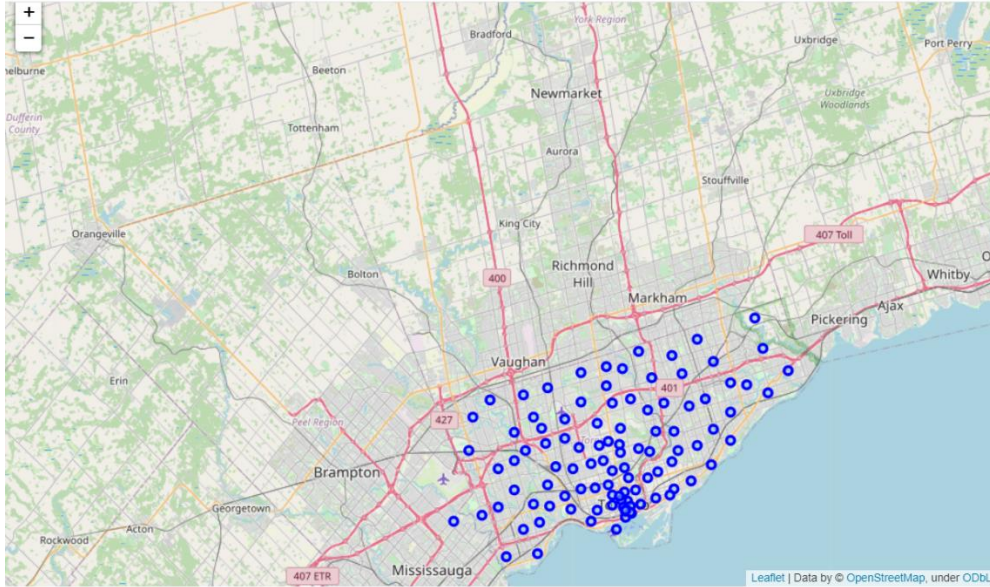 +
York Region
−
Bradford
Uxbridge
Port Perry
helburne
Beeton
Newmarket
Uxbridge
Woodlands
Dufferin
County
Tottenham
Aurora
Stouffville
King City
Orangeville
407 Toll
Richmond
Hill
Bolton
400
Whitby
Markham
Ajax
Pickering
Vaughan
Erin
401
427
Peel Region
Brampton
Georgetown
Acton
Rockwood
Mississauga
407 ETR
Leaflet | Data by © OpenStreetMap, under ODbL